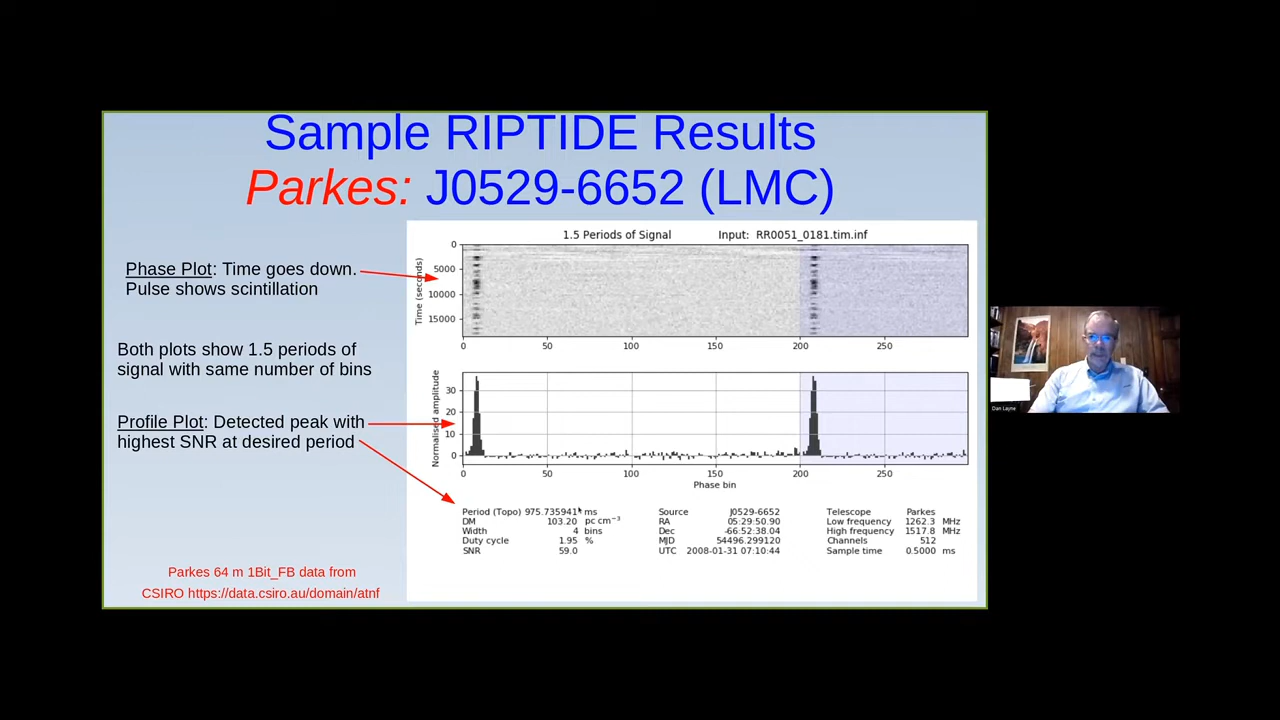 Sample RIPTIDE Results
Parkes: J0529-6652 (LMC)
Phase Plot: Time goes down.
Pulse shows scintillation
Both plots show 1.5 periods of
signal with same number of bins
Profile Plot: Detected peak with
highest SNR at desired period
Parkes 64 m 1Bit_FB data from
CSIRO https://data.csiro.au/domain/atnf
1.5 Periods of Signal Input: RR0051_0181.tim.inf
Time (seconds)
0
5000
10000
15000
0 50 100 150 200 250
Normalised amplitude
30
20
10
0
0 50 100 150 200 250
Phase bin
Period (Topo) 975.735941 ms Source J0529-6652 Telescope Parkes
DM 103.20 pc cm⁻³ RA 05:29:50.90 Low frequency 1262.3 MHz
Width 4 bins Dec -66:52:38.04 High frequency 1517.8 MHz
Duty cycle 1.95 % MJD 54496.299120 Channels 512
SNR 59.0 UTC 2008-01-31 07:10:44 Sample time 0.5000 ms
Dan Layne